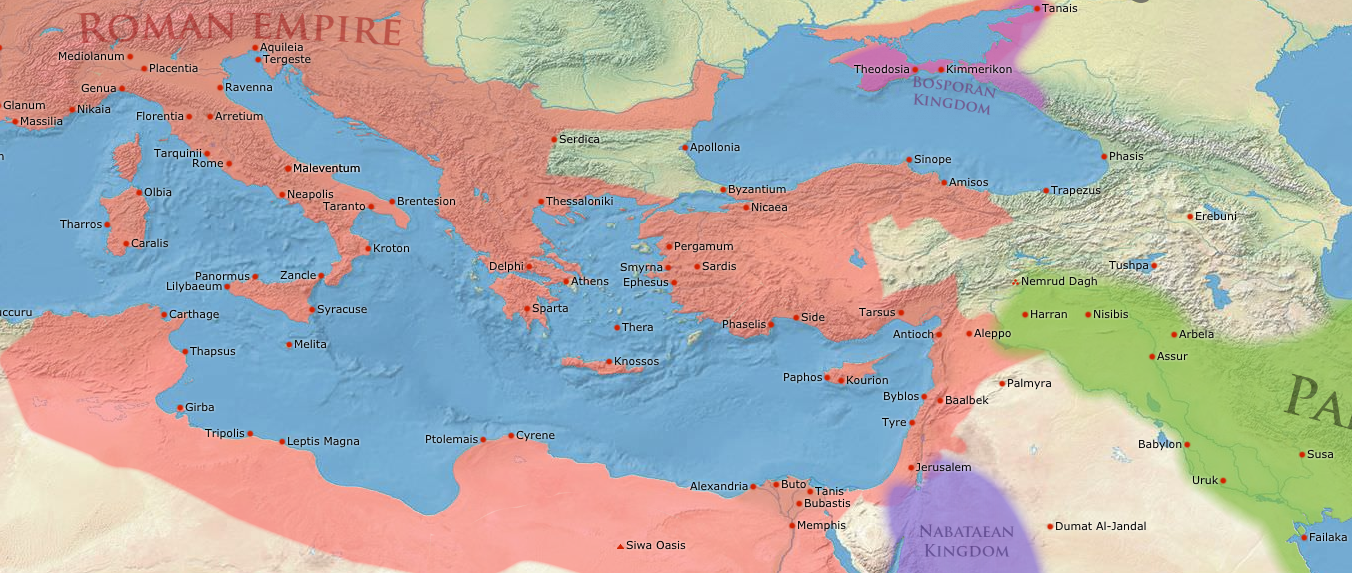 Tanais
ROMAN EMPIRE
Aquileia
Mediolanum
Tergeste
Placentia
Theodosia
Kimmerikon
Genua
Ravenna
BOSPORAN
KINGDOM
Glanum
Nikaia
Massilia
Florentia
Arretium
Serdica
Apollonia
Tarquinii
Rome
Maleventum
Sinope
Phasis
Amisos
Olbia
Neapolis
Byzantium
Trapezus
Taranto
Brentesion
Thessaloniki
Nicaea
Tharros
Erebuni
Caralis
Kroton
Pergamum
Delphi
Smyrna
Sardis
Tushpa
Panormus
Zancle
Athens
Ephesus
Nemrud Dagh
Lilybaeum
Carthage
Syracuse
Sparta
Side
Tarsus
Harran
Nisibis
Thera
Phaselis
Antioch
Aleppo
Arbela
Melita
Thapsus
Assur
Knossos
Paphos
Kourion
Palmyra
Byblos
Baalbek
Girba
Tyre
Tripolis
Leptis Magna
Ptolemais
Cyrene
Babylon
Susa
Jerusalem
Uruk
Alexandria
Buto
Tanis
Bubastis
Memphis
Dumat Al-Jandal
NABATAEAN
KINGDOM
Siwa Oasis
Failaka